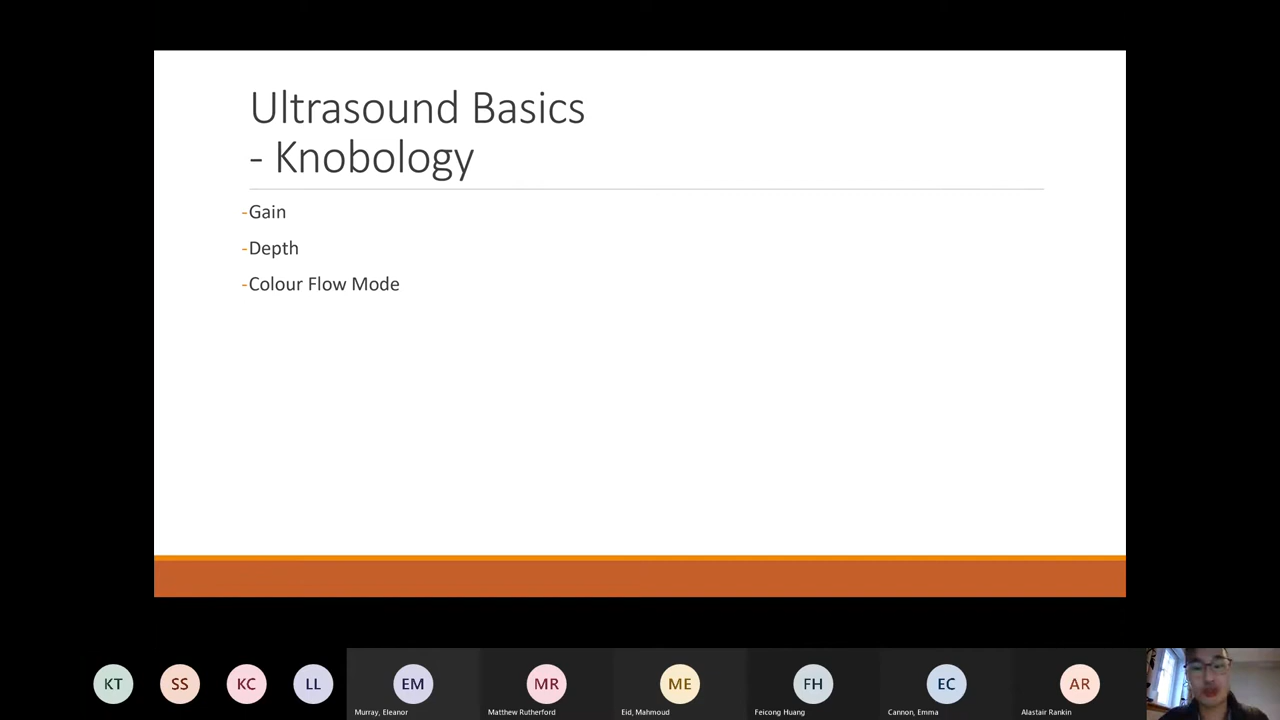 Ultrasound Basics
- Knobology
-Gain
-Depth
-Colour Flow Mode
KT
SS
KC
LL
EM
MR
ME
FH
EC
AR
Murray, Eleanor
Matthew Rutherford
Eid, Mahmoud
Feicong Huang
Cannon, Emma
Alastair Rankin